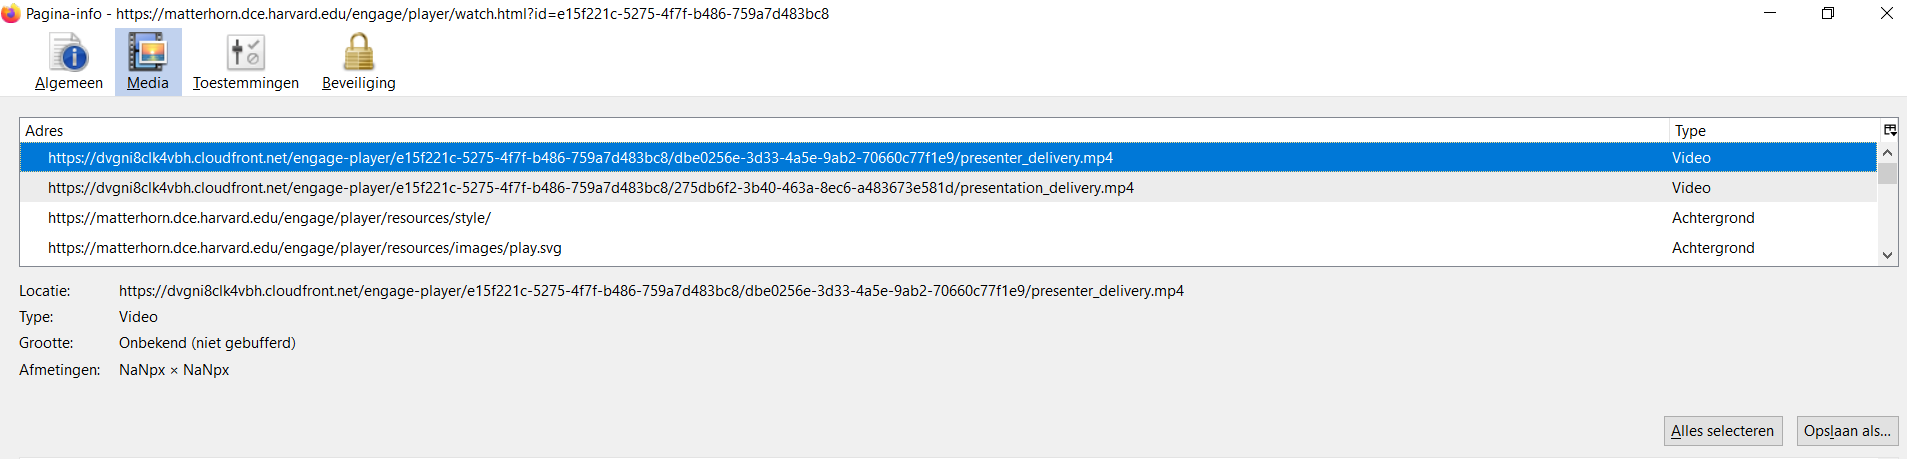 Pagina-info - https://matterhorn.dce.harvard.edu/engage/player/watch.html?id=e15f221c-5275-4f7f-b486-759a7d483bc8
Algemeen Media Toestemmingen Beveiliging
Adres Type
https://dvgni8clk4vbh.cloudfront.net/engage-player/e15f221c-5275-4f7f-b486-759a7d483bc8/dbe0256e-3d33-4a5e-9ab2-70660c77f1e9/presenter_delivery.mp4 Video
https://dvgni8clk4vbh.cloudfront.net/engage-player/e15f221c-5275-4f7f-b486-759a7d483bc8/275db6f2-3b40-463a-8ec6-a483673e581d/presentation_delivery.mp4 Video
https://matterhorn.dce.harvard.edu/engage/player/resources/style/ Achtergrond
https://matterhorn.dce.harvard.edu/engage/player/resources/images/play.svg Achtergrond
Locatie: https://dvgni8clk4vbh.cloudfront.net/engage-player/e15f221c-5275-4f7f-b486-759a7d483bc8/dbe0256e-3d33-4a5e-9ab2-70660c77f1e9/presenter_delivery.mp4
Type: Video
Grootte: Onbekend (niet gebufferd)
Afmetingen: NaNpx × NaNpx
Alles selecteren Opslaan als...